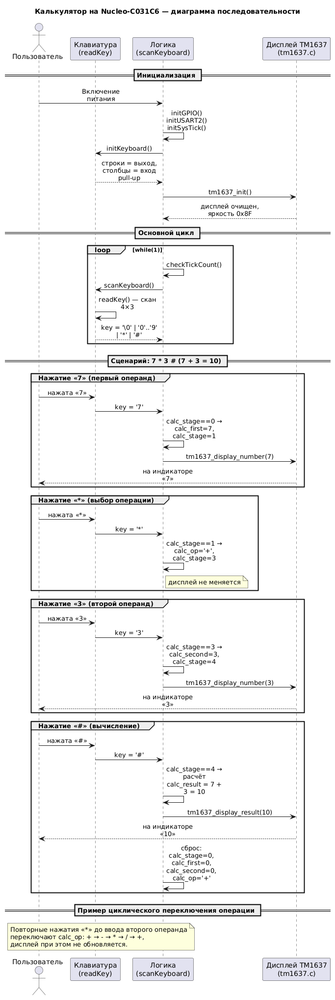 Калькулятор на Nucleo-C031C6 — диаграмма последовательности
Пользователь
Клавиатура
(readKey)
Логика
(scanKeyboard)
Дисплей TM1637
(tm1637.c)
Инициализация
Включение
питания
initGPIO()
initUSART2()
initSysTick()
initKeyboard()
строки = выход,
столбцы = вход
pull-up
tm1637_init()
дисплей очищен,
яркость 0x8F
Основной цикл
loop [while(1)]
checkTickCount()
scanKeyboard()
readKey() — скан
4×3
key = '\0' | '0'..'9'
| '*' | '#'
Сценарий: 7 * 3 # (7 + 3 = 10)
Нажатие «7» (первый операнд)
нажата «7»
key = '7'
calc_stage==0 →
calc_first=7,
calc_stage=1
tm1637_display_number(7)
на индикаторе
«7»
Нажатие «*» (выбор операции)
нажата «*»
key = '*'
calc_stage==1 →
calc_op='+',
calc_stage=3
дисплей не меняется
Нажатие «3» (второй операнд)
нажата «3»
key = '3'
calc_stage==3 →
calc_second=3,
calc_stage=4
tm1637_display_number(3)
на индикаторе
«3»
Нажатие «#» (вычисление)
нажата «#»
key = '#'
calc_stage==4 →
расчёт
calc_result = 7 +
3 = 10
tm1637_display_result(10)
на индикаторе
«10»
сброс:
calc_stage=0,
calc_first=0,
calc_second=0,
calc_op='+'
Пример циклического переключения операции
Повторные нажатия «*» до ввода второго операнда
переключают calc_op: + → - → * → / → +,
дисплей при этом не обновляется.
Пользователь
Клавиатура
(readKey)
Логика
(scanKeyboard)
Дисплей TM1637
(tm1637.c)